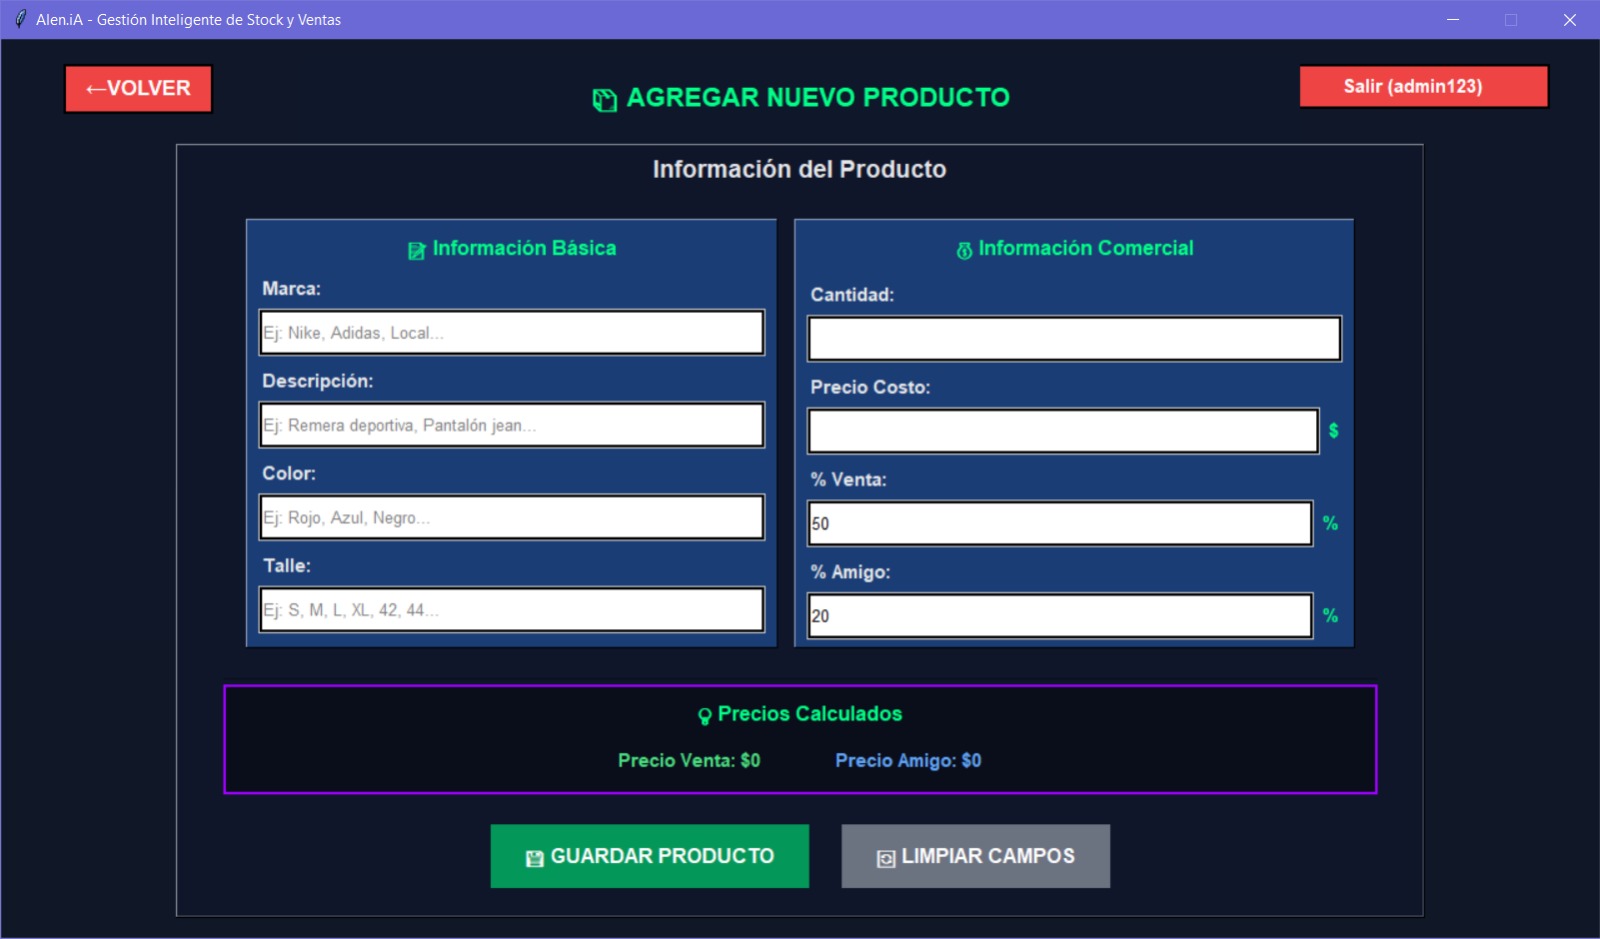 Alen.iA - Gestión Inteligente de Stock y Ventas
←VOLVER
AGREGAR NUEVO PRODUCTO
Salir (admin123)
Información del Producto
Información Básica
Marca:
Ej: Nike, Adidas, Local...
Descripción:
Ej: Remera deportiva, Pantalón jean...
Color:
Ej: Rojo, Azul, Negro...
Talle:
Ej: S, M, L, XL, 42, 44...
Información Comercial
Cantidad:
Precio Costo:
$
% Venta:
50 %
% Amigo:
20 %
Precios Calculados
Precio Venta: $0
Precio Amigo: $0
GUARDAR PRODUCTO
LIMPIAR CAMPOS